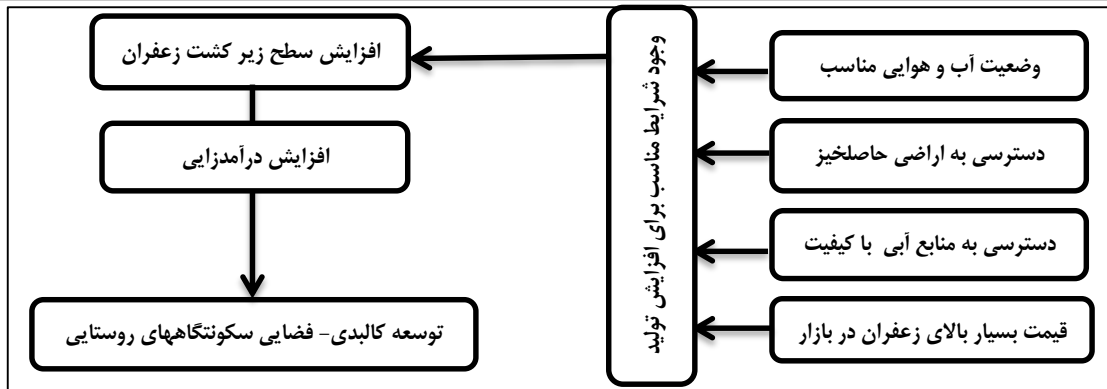 وضعیت آب و هوایی مناسب
دسترسی به اراضی حاصلخیز
دسترسی به منابع آبی با کیفیت
قیمت بسیار بالای زعفران در بازار
وجود شرایط مناسب برای افزایش تولید
افزایش سطح زیر کشت زعفران
افزایش درآمدزایی
توسعه کالبدی- فضایی سکونتگاههای روستایی